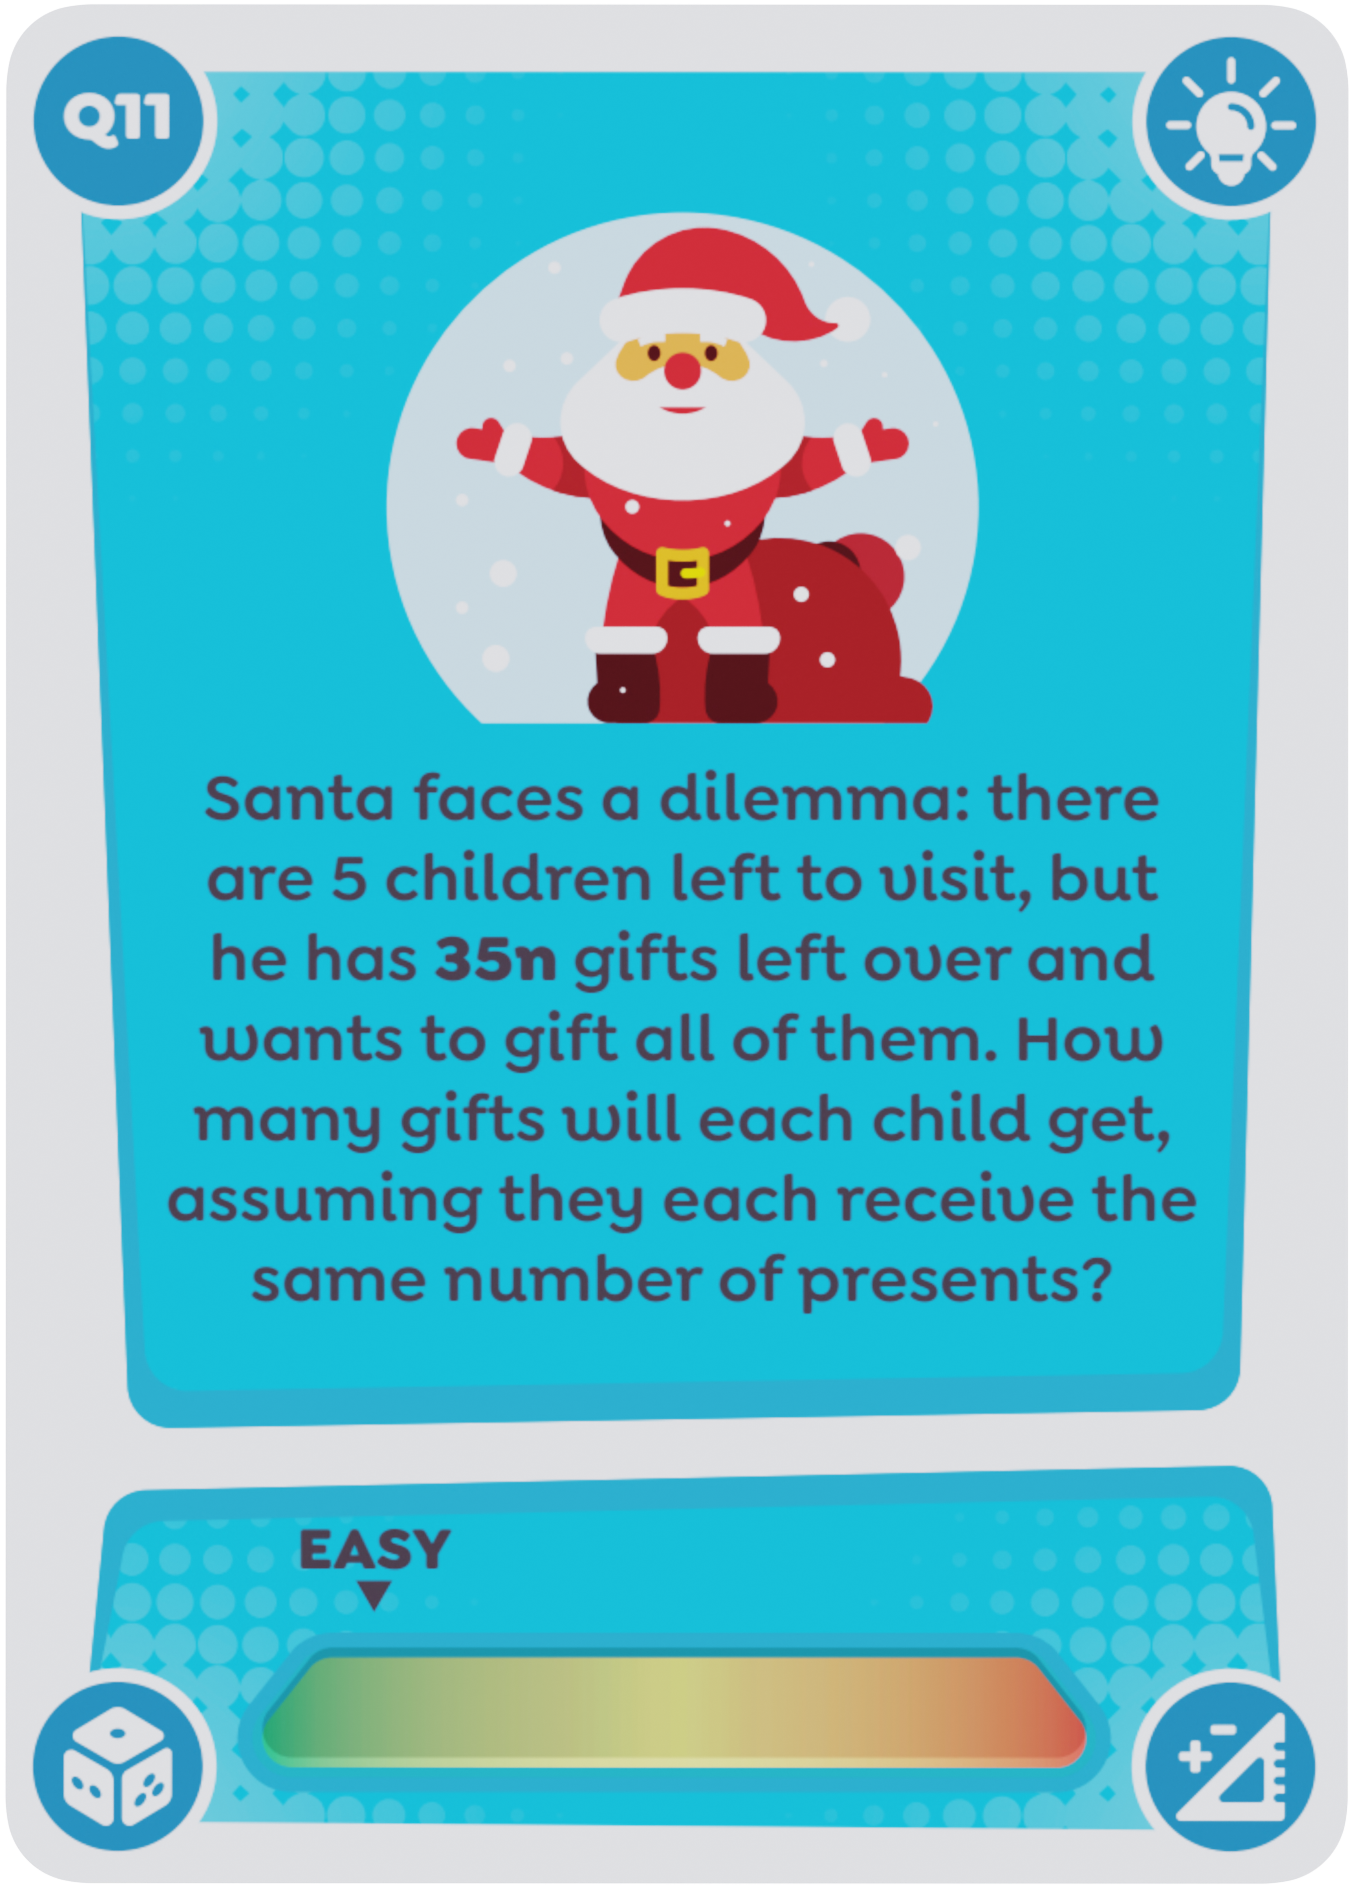 Q11
Santa faces a dilemma: there
are 5 children left to visit, but
he has 35n gifts left over and
wants to gift all of them. How
many gifts will each child get,
assuming they each receive the
same number of presents?
EASY